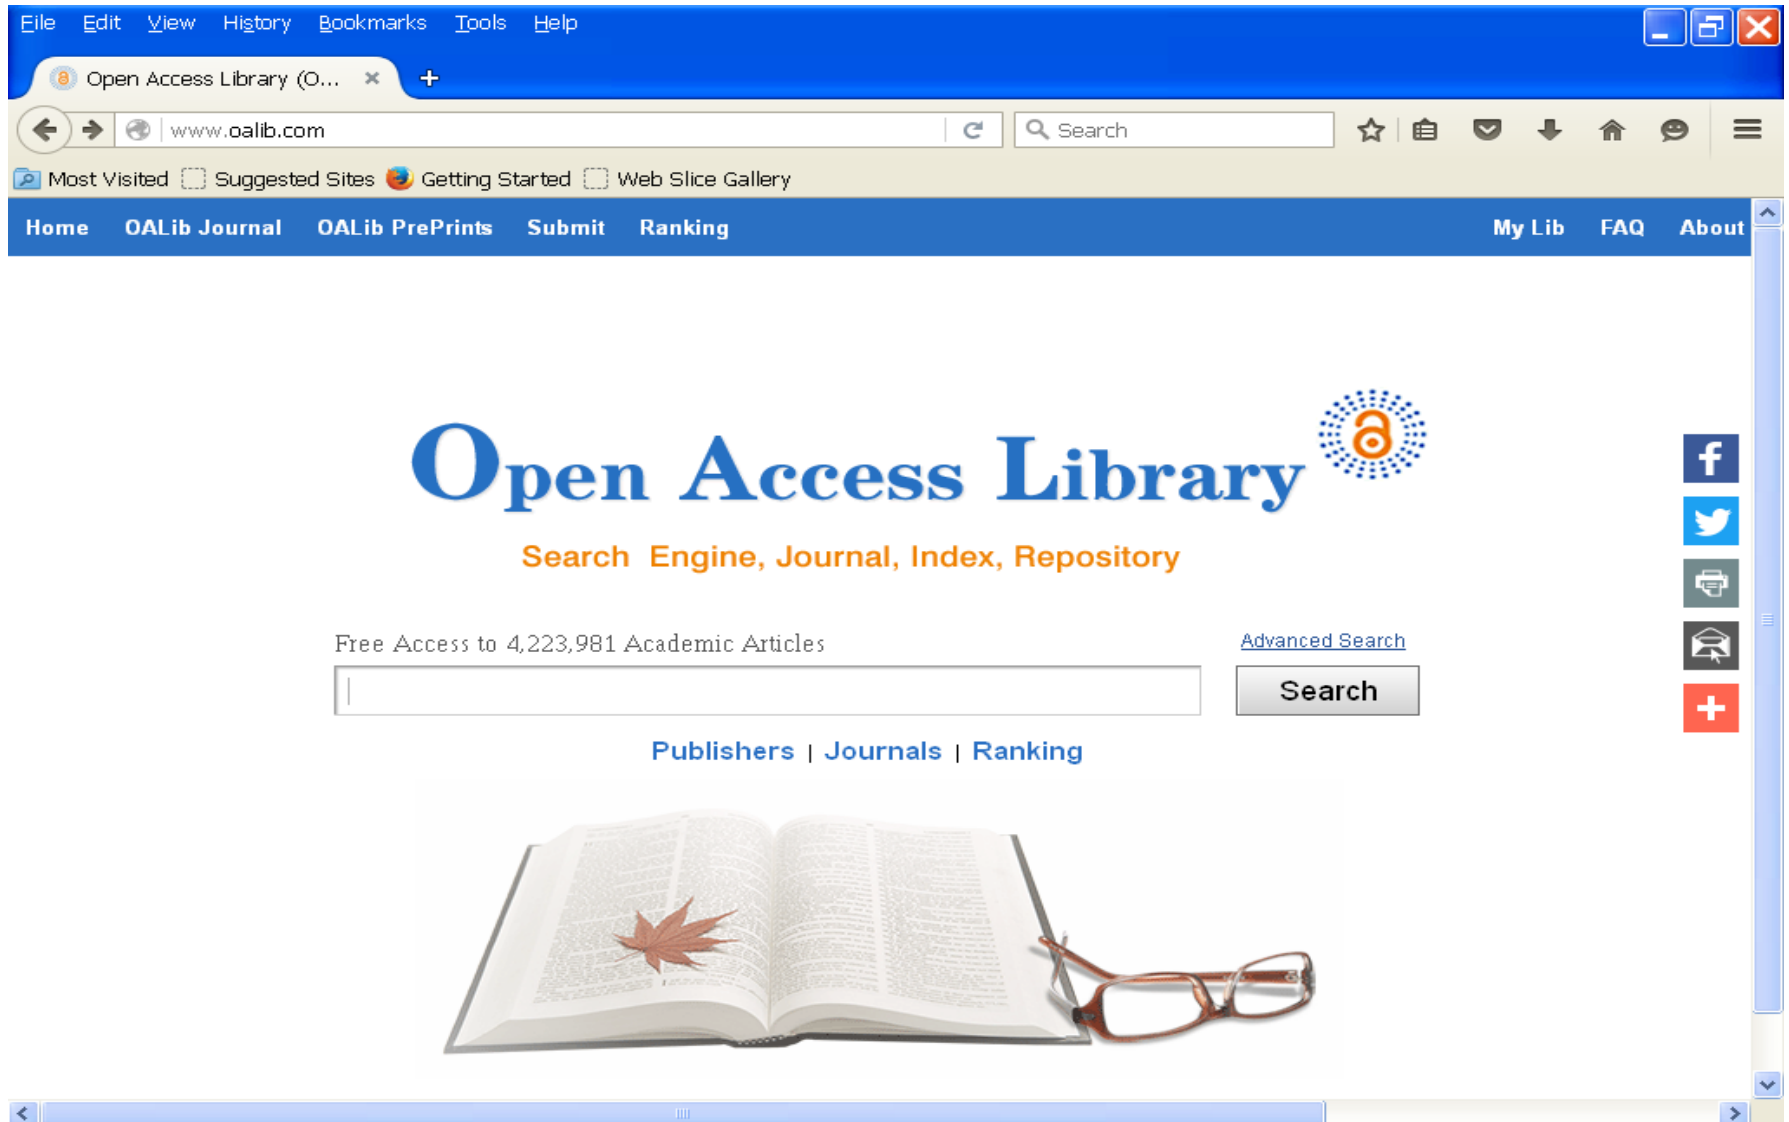 File Edit View History Bookmarks Tools Help
Open Access Library (O...
www.oalib.com Search
Most Visited Suggested Sites Getting Started Web Slice Gallery
Home OALib Journal OALib PrePrints Submit Ranking My Lib FAQ About
Open Access Library
Search Engine, Journal, Index, Repository
Free Access to 4,223,981 Academic Articles Advanced Search
Search
Publishers | Journals | Ranking